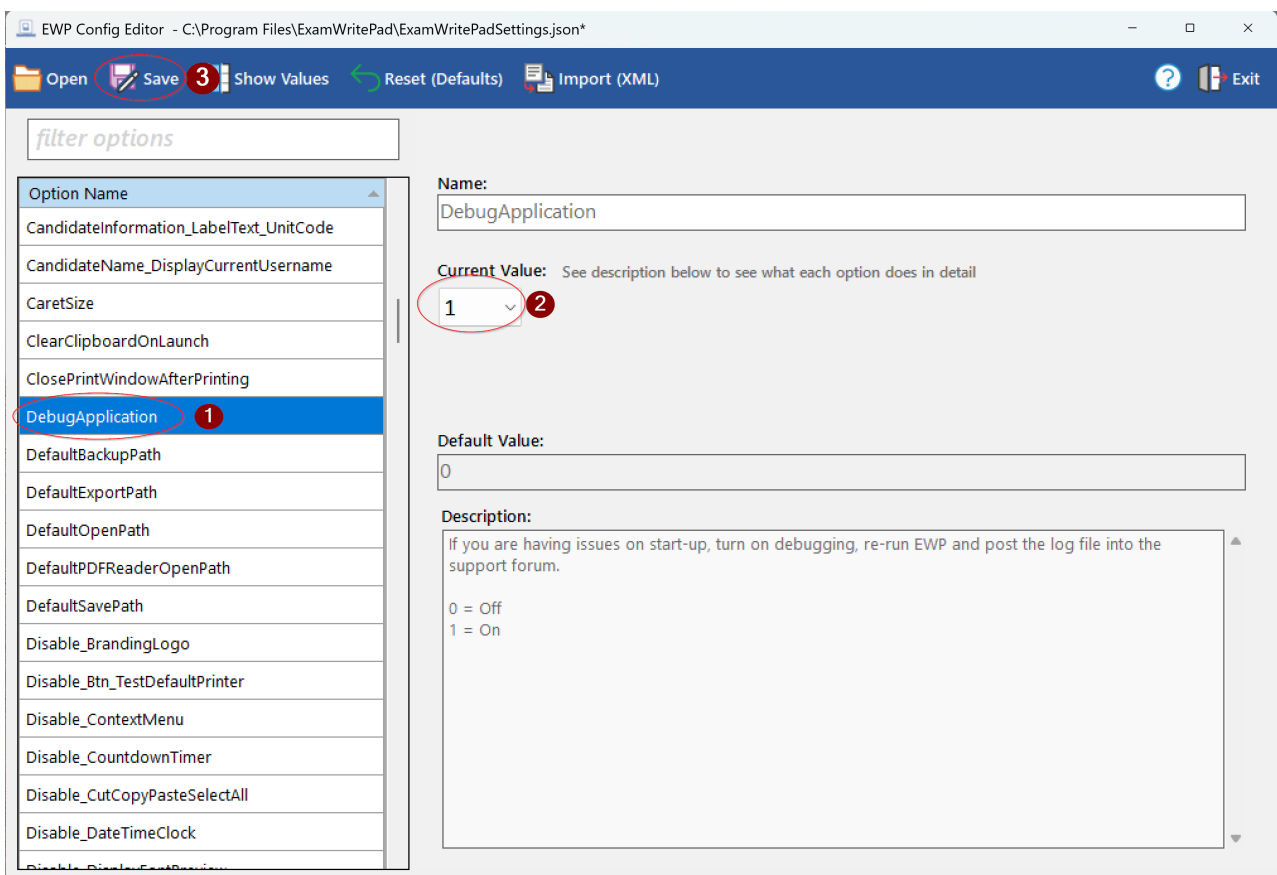 EWP Config Editor - C:\Program Files\ExamWritePad\ExamWritePadSettings.json*
Open Save 3 Show Values Reset (Defaults) Import (XML) ? Exit
filter options
Option Name
CandidateInformation_LabelText_UnitCode
CandidateName_DisplayCurrentUsername
CaretSize
ClearClipboardOnLaunch
ClosePrintWindowAfterPrinting
DebugApplication 1
DefaultBackupPath
DefaultExportPath
DefaultOpenPath
DefaultPDFReaderOpenPath
DefaultSavePath
Disable_BrandingLogo
Disable_Btn_TestDefaultPrinter
Disable_ContextMenu
Disable_CountdownTimer
Disable_CutCopyPasteSelectAll
Disable_DateTimeClock
Disable_DisplayFontPreview
Name:
DebugApplication
Current Value: See description below to see what each option does in detail
1 2
Default Value:
0
Description:
If you are having issues on start-up, turn on debugging, re-run EWP and post the log file into the
support forum.
0 = Off
1 = On